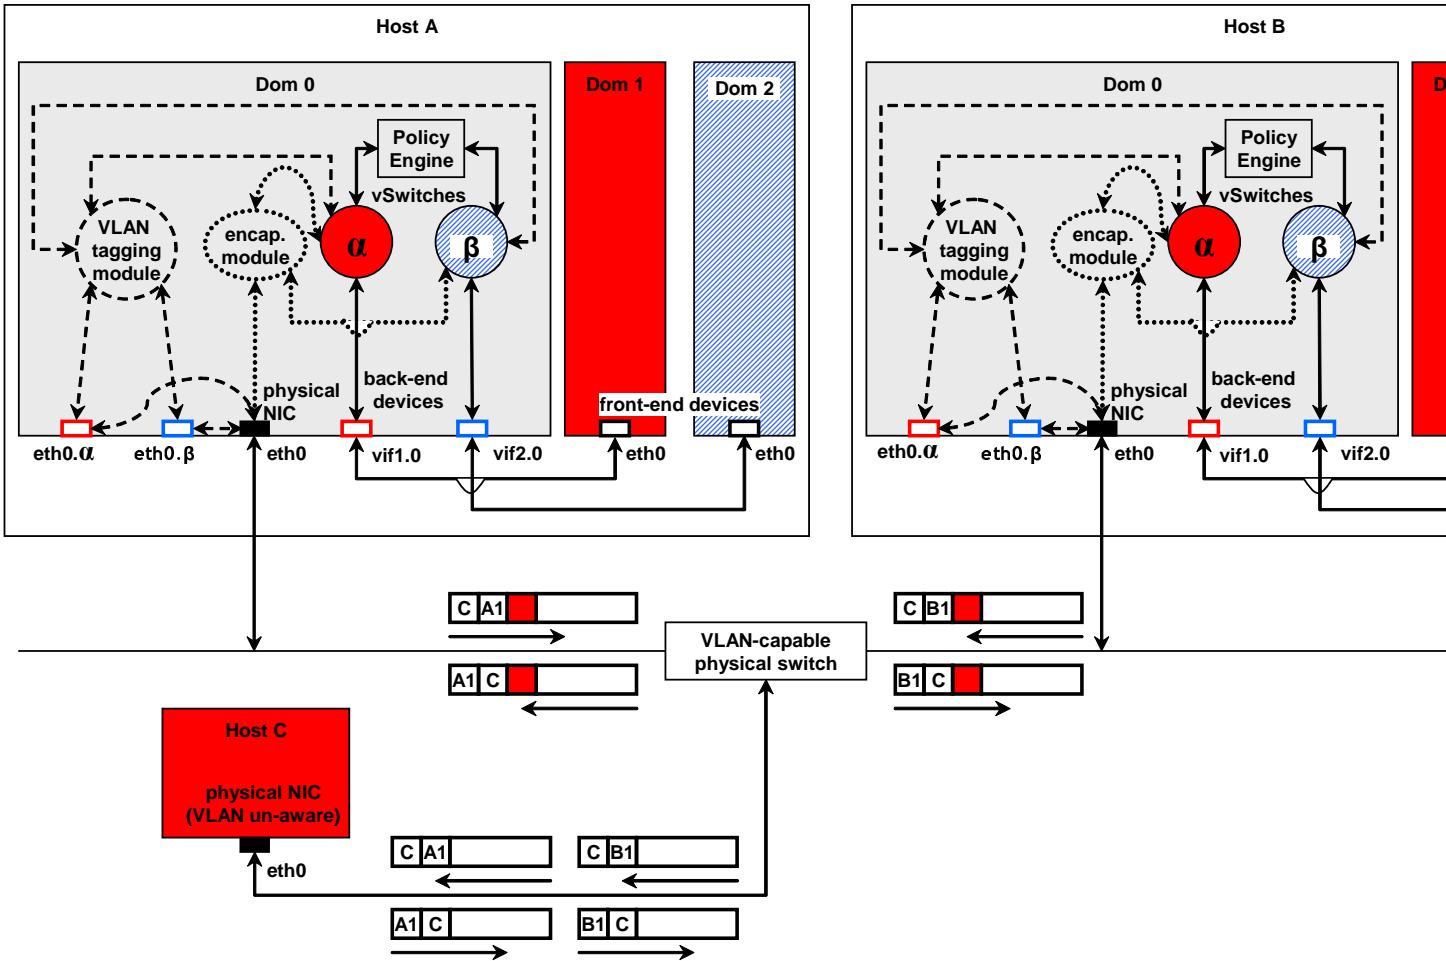 Host A
Dom 0
Dom 1
Dom 2
Policy
Engine
vSwitches
VLAN
tagging
module
encap.
module
α
β
physical
NIC
back-end
devices
front-end devices
eth0.α
eth0.β
eth0
vif1.0
vif2.0
eth0
eth0
Host B
Dom 0
D
Policy
Engine
vSwitches
VLAN
tagging
module
encap.
module
α
β
physical
NIC
back-end
devices
eth0.α
eth0.β
eth0
vif1.0
vif2.0
C A1
C B1
VLAN-capable
physical switch
A1 C
B1 C
Host C
physical NIC
(VLAN un-aware)
eth0
C A1
C B1
A1 C
B1 C